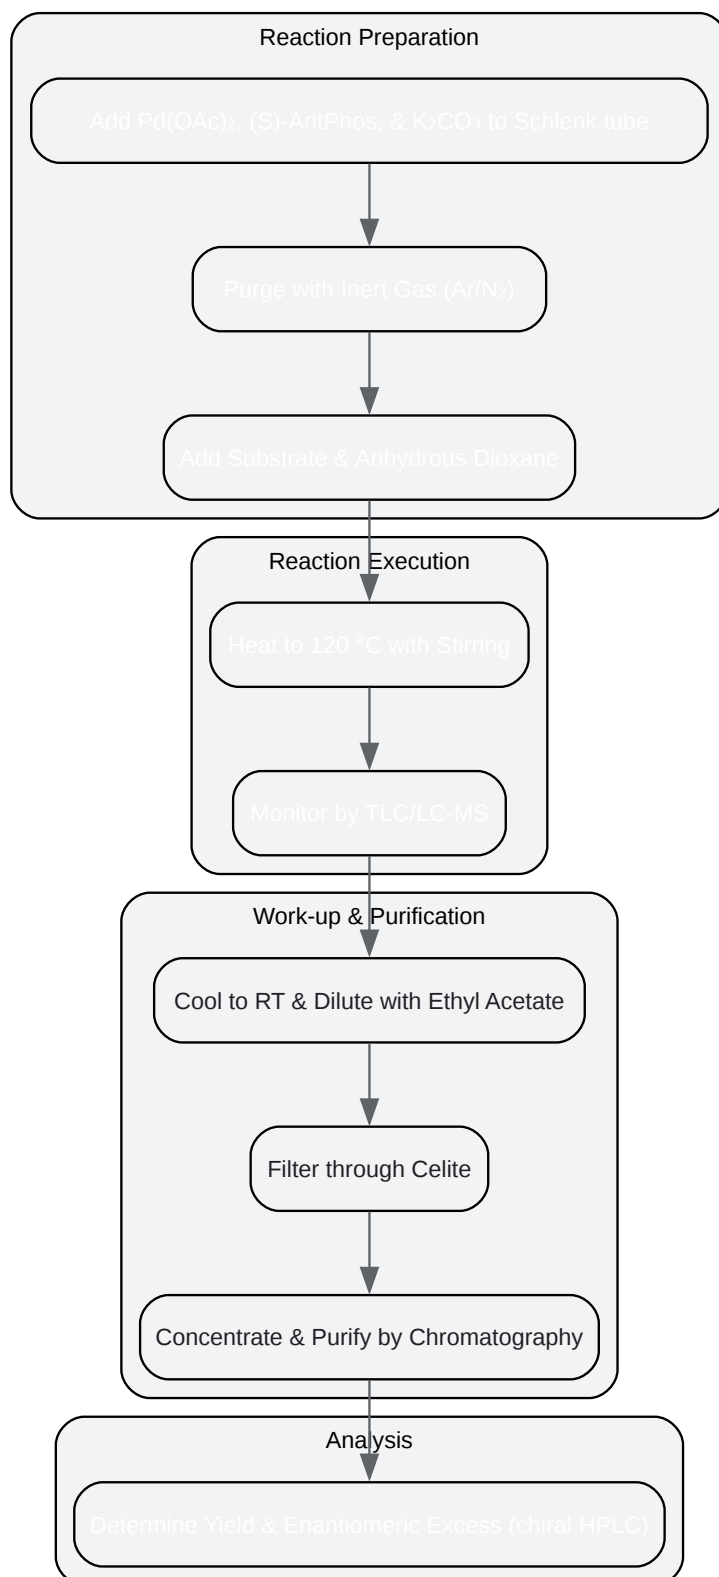 Reaction Preparation
Add Pd(OAc)₂, (S)-AntPhos, & K₂CO₃ to Schlenk tube
Purge with Inert Gas (Ar/N₂)
Add Substrate & Anhydrous Dioxane
Reaction Execution
Heat to 120 °C with Stirring
Monitor by TLC/LC-MS
Work-up & Purification
Cool to RT & Dilute with Ethyl Acetate
Filter through Celite
Concentrate & Purify by Chromatography
Analysis
Determine Yield & Enantiomeric Excess (chiral HPLC)